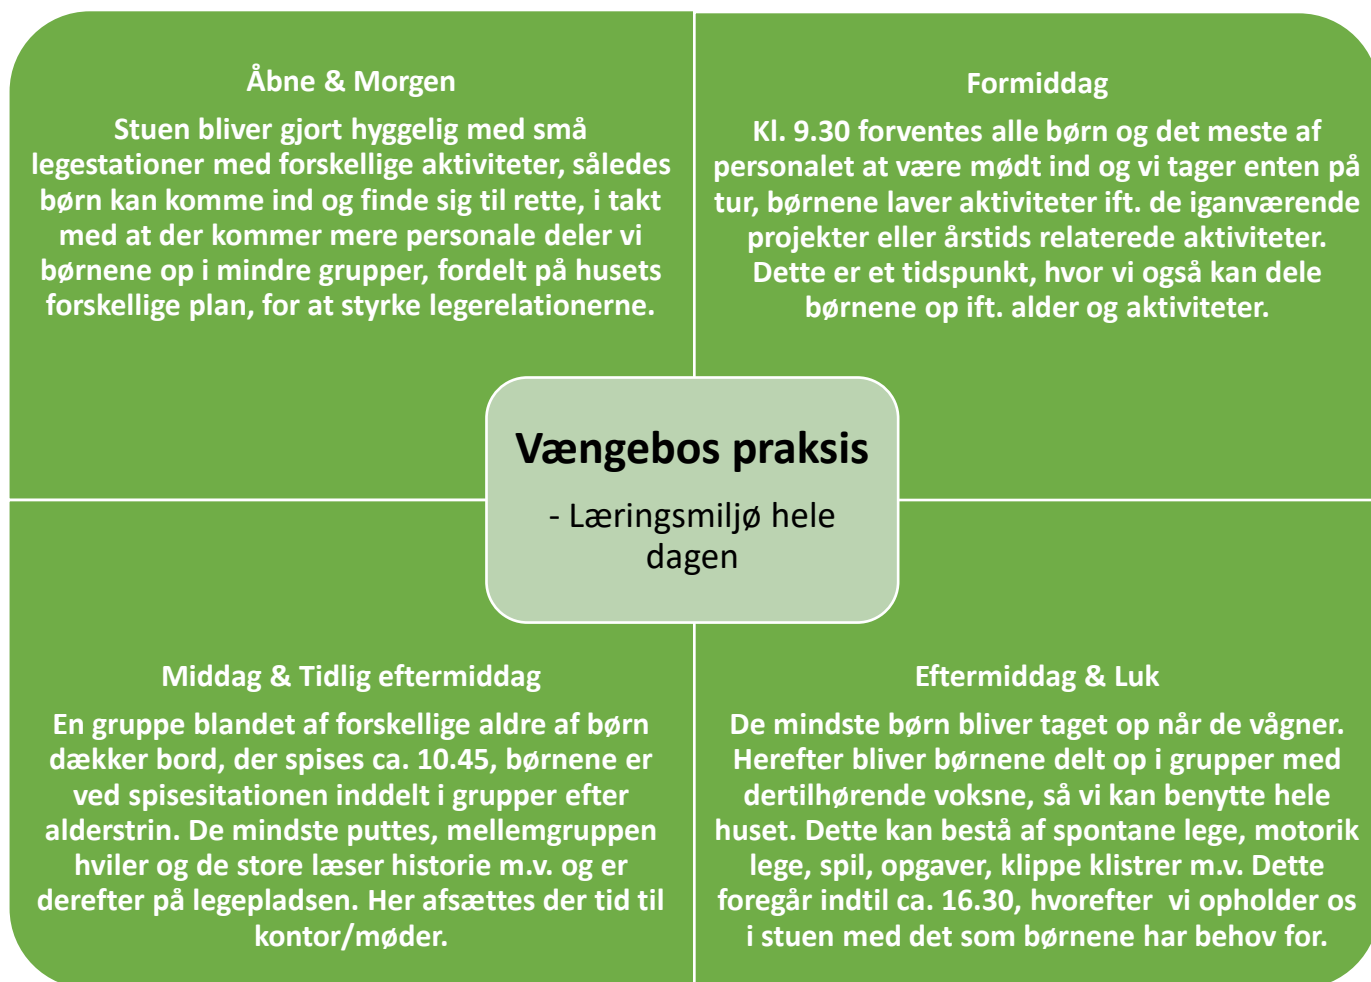 Åbne & Morgen
Stuen bliver gjort hyggelig med små
legestationer med forskellige aktiviteter, således
børn kan komme ind og finde sig til rette, i takt
med at der kommer mere personale deler vi
børnene op i mindre grupper, fordelt på husets
forskellige plan, for at styrke legerelationerne.
Formiddag
Kl. 9.30 forventes alle børn og det meste af
personalet at være mødt ind og vi tager enten på
tur, børnene laver aktiviteter ift. de iganværende
projekter eller årstids relaterede aktiviteter.
Dette er et tidspunkt, hvor vi også kan dele
børnene op ift. alder og aktiviteter.
Vængebos praksis
- Læringsmiljø hele
dagen
Middag & Tidlig eftermiddag
En gruppe blandet af forskellige aldre af børn
dækker bord, der spises ca. 10.45, børnene er
ved spisesitationen inddelt i grupper efter
alderstrin. De mindste puttes, mellemgruppen
hviler og de store læser historie m.v. og er
derefter på legepladsen. Her afsættes der tid til
kontor/møder.
Eftermiddag & Luk
De mindste børn bliver taget op når de vågner.
Herefter bliver børnene delt op i grupper med
dertilhørende voksne, så vi kan benytte hele
huset. Dette kan bestå af spontane lege, motorik
lege, spil, opgaver, klippe klistrer m.v. Dette
foregår indtil ca. 16.30, hvorefter vi opholder os
i stuen med det som børnene har behov for.